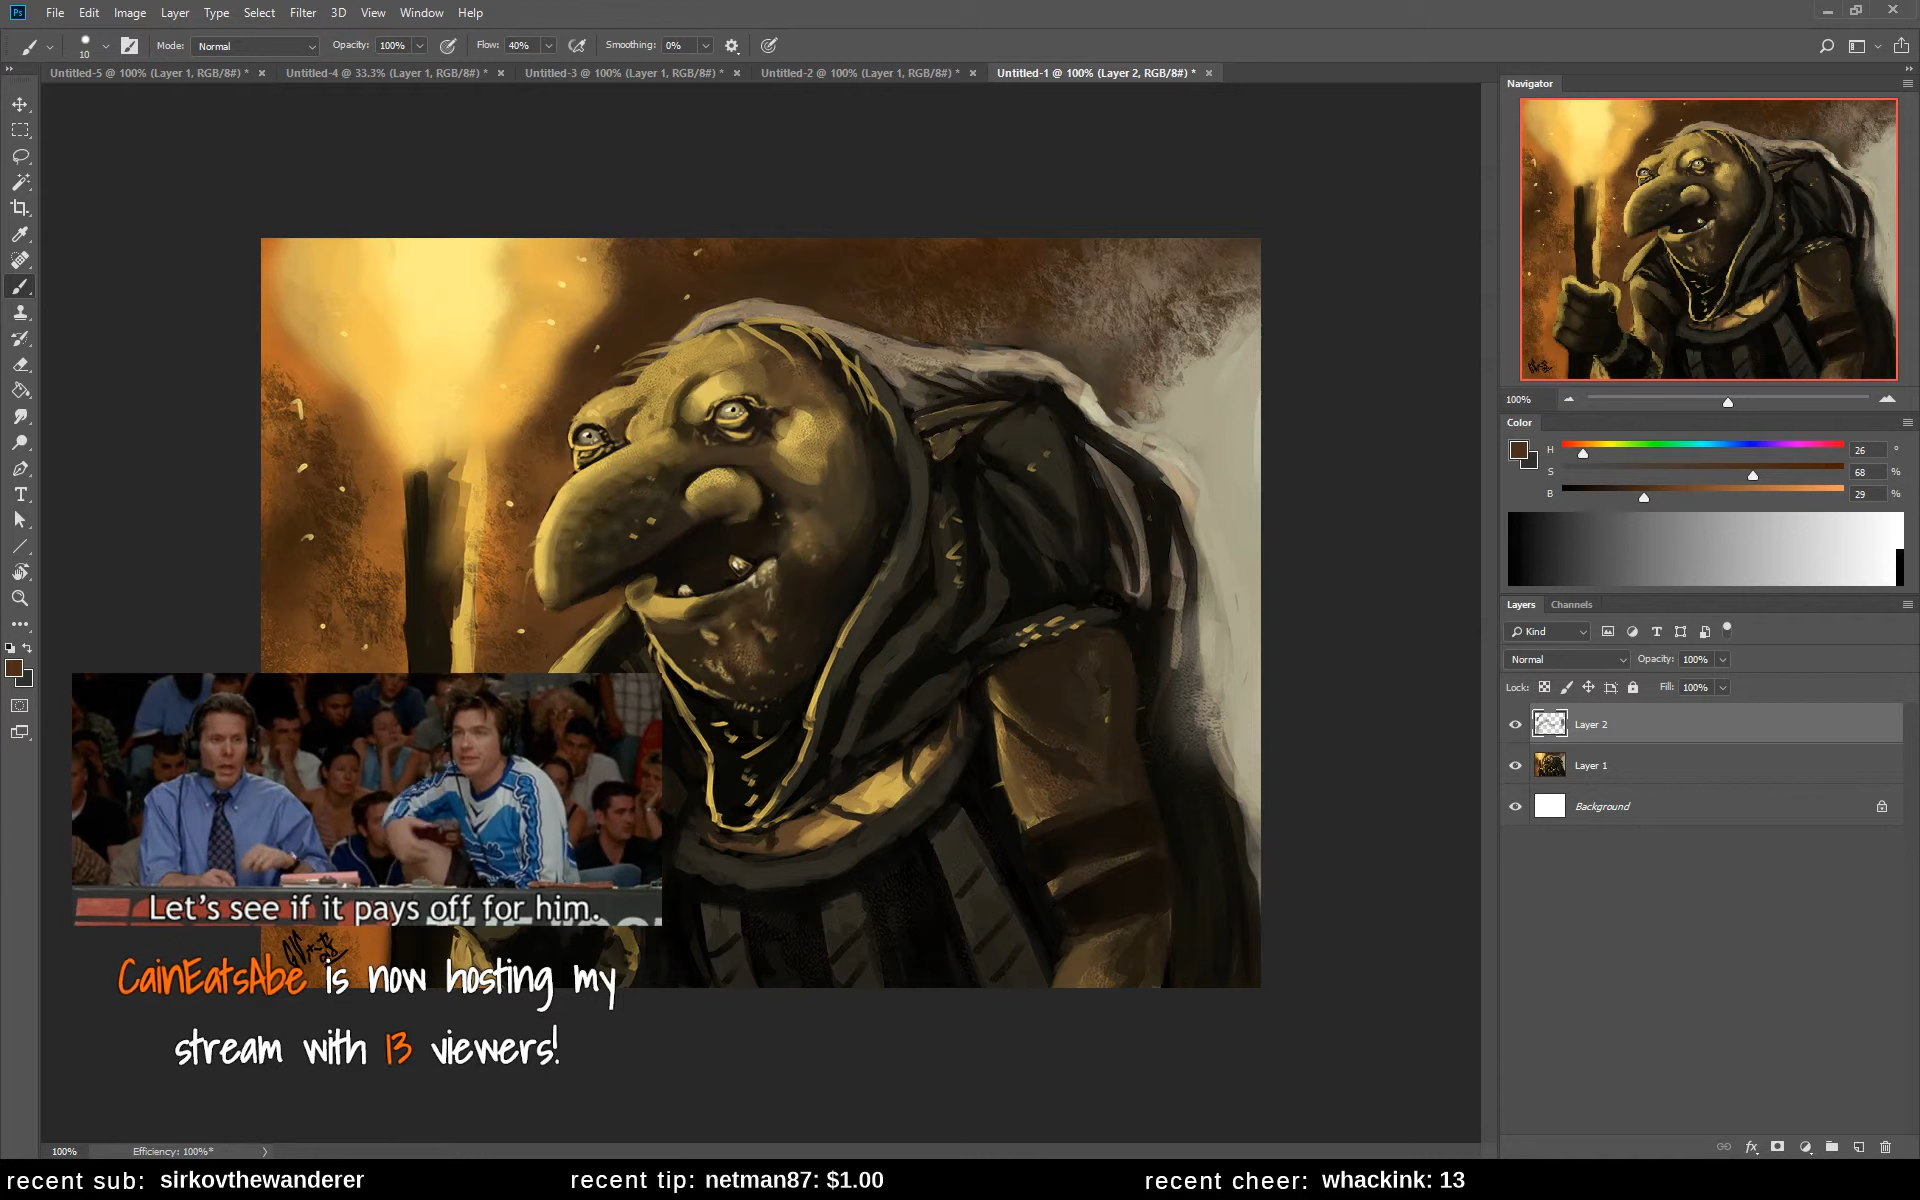 Ps File Edit Image Layer Type Select Filter 3D View Window Help
10 Mode: Normal Opacity: 100% Flow: 40% Smoothing: 0%
Untitled-5 @ 100% (Layer 1, RGB/8#) * Untitled-4 @ 33.3% (Layer 1, RGB/8#) * Untitled-3 @ 100% (Layer 1, RGB/8#) * Untitled-2 @ 100% (Layer 1, RGB/8#) * Untitled-1 @ 100% (Layer 2, RGB/8#) *
Navigator
100%
Color
H 26 °
S 68 %
B 29 %
Layers Channels
Kind
Normal Opacity: 100%
Lock: Fill: 100%
Layer 2
Layer 1
Background
Let's see if it pays off for him.
CainEatsAbe is now hosting my
stream with 13 viewers!
100% Efficiency: 100%*
recent sub: sirkovthewanderer recent tip: netman87: $1.00 recent cheer: whackink: 13